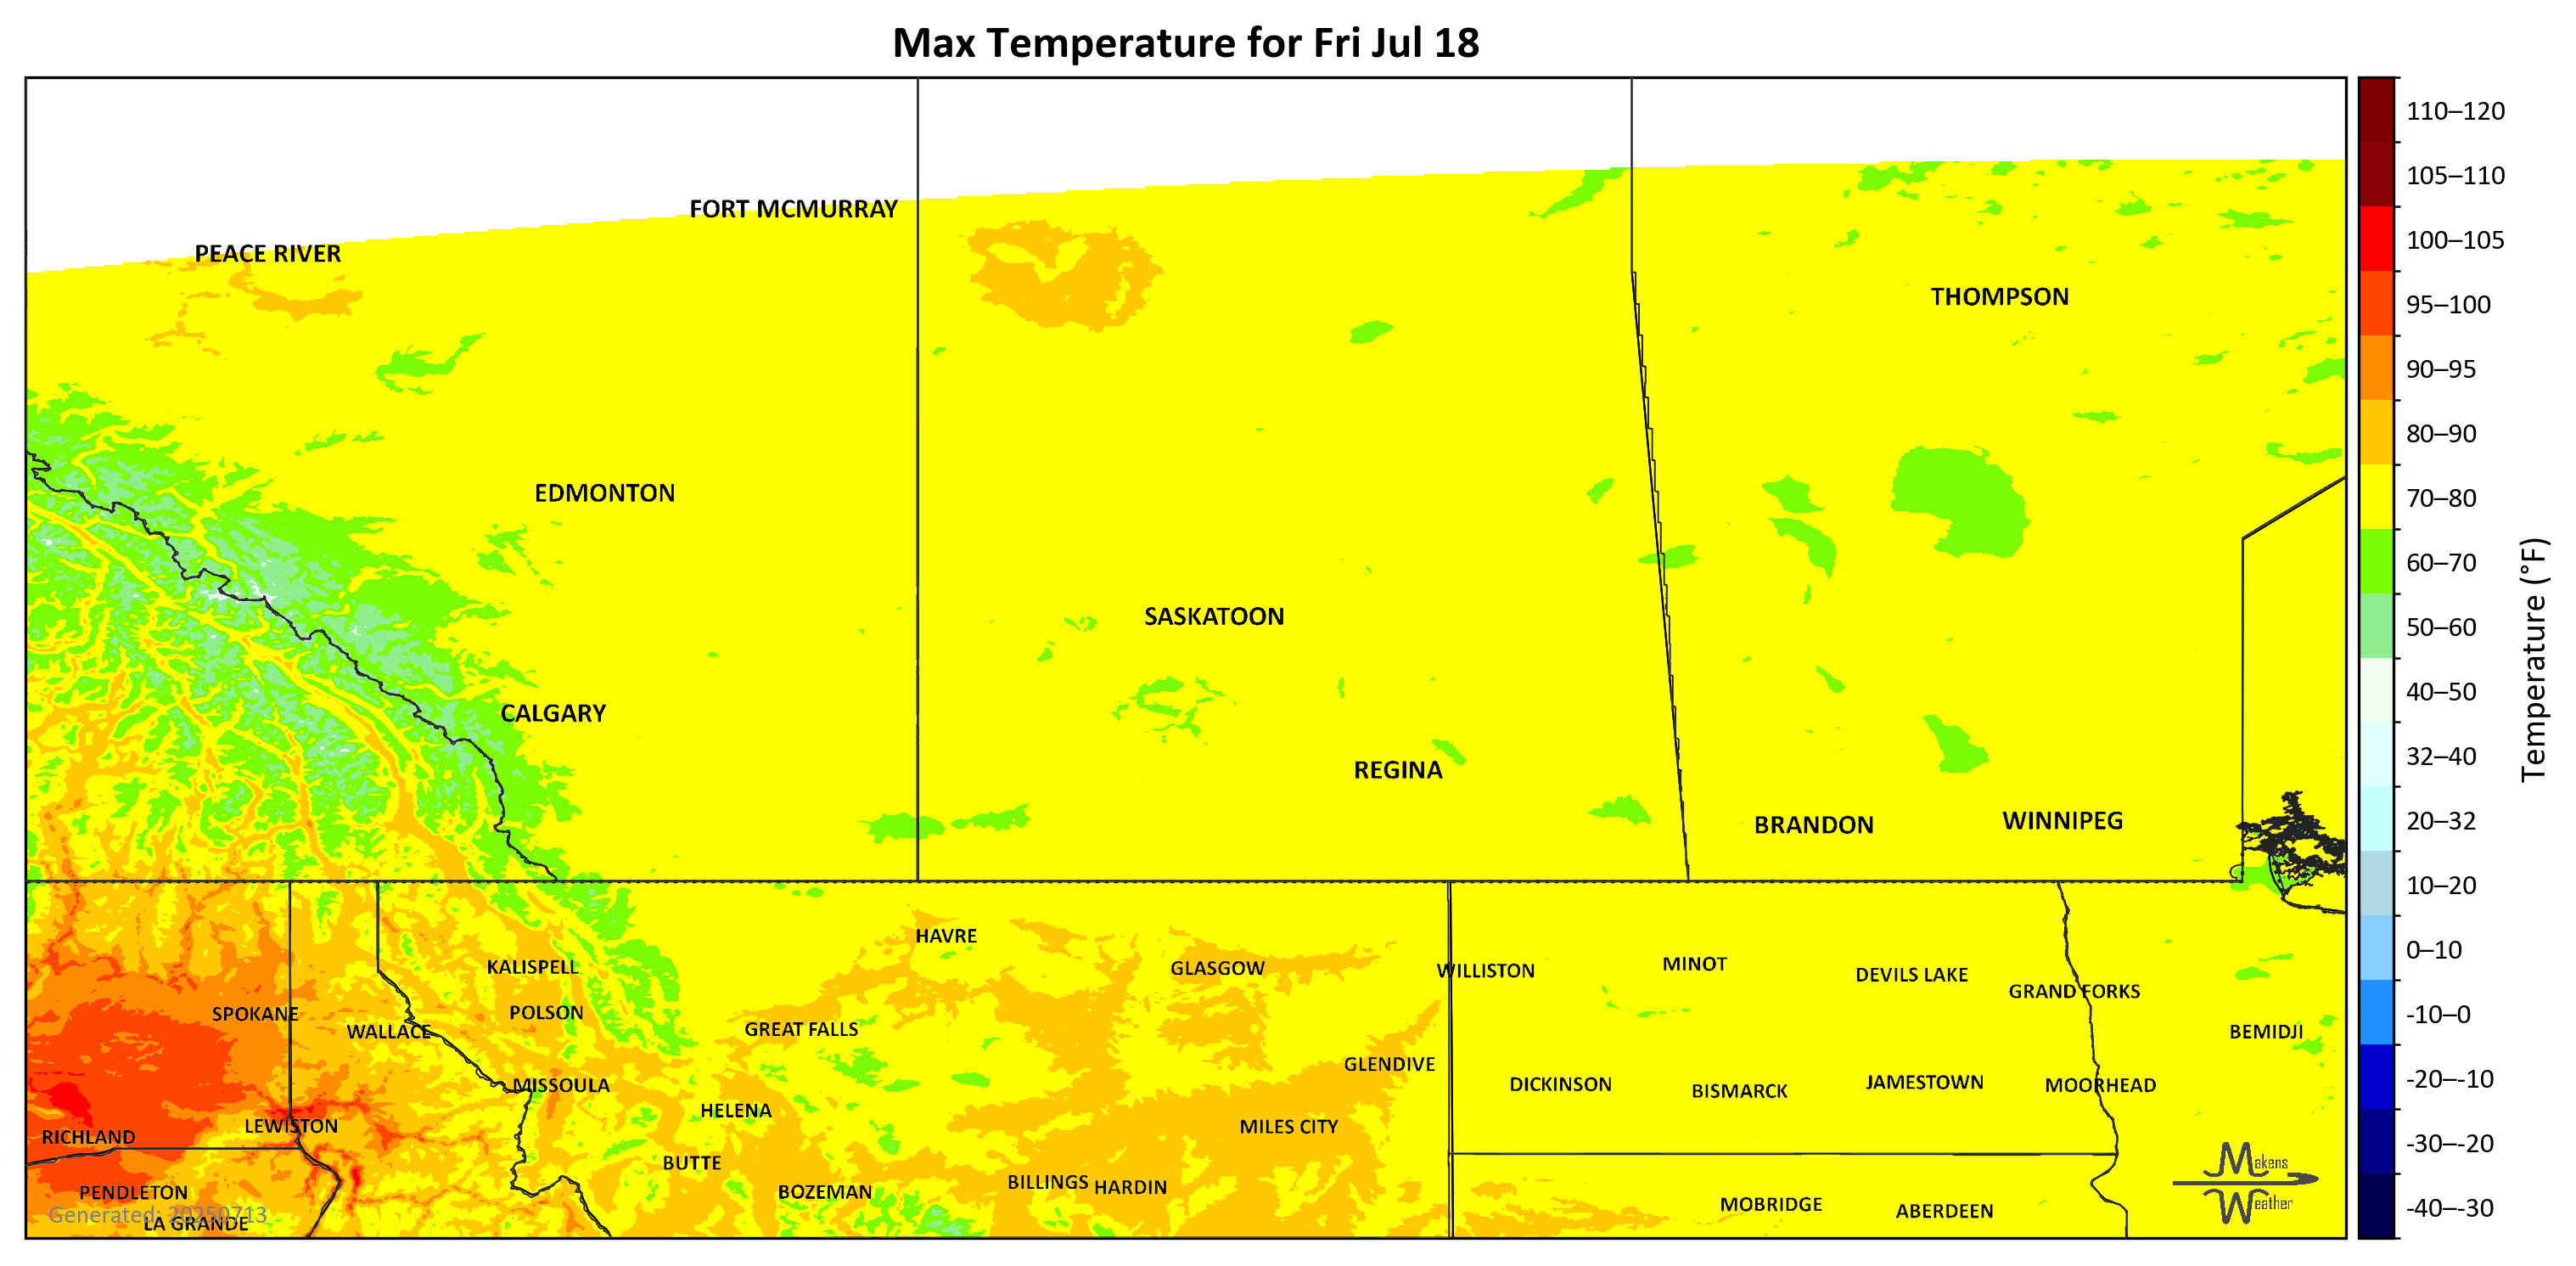 Max Temperature for Fri Jul 18
110–120
105–110
FORT MCMURRAY
100–105
PEACE RIVER
THOMPSON
95–100
90–95
80–90
EDMONTON
70–80
60–70
SASKATOON
50–60
Temperature (°F)
40–50
CALGARY
32–40
REGINA
20–32
BRANDON
WINNIPEG
10–20
HAVRE
0–10
KALISPELL
GLASGOW
WILLISTON
MINOT
DEVILS LAKE
GRAND FORKS
SPOKANE
POLSON
-10–0
WALLACE
GREAT FALLS
BEMIDJI
GLENDIVE
-20–-10
MISSOULA
DICKINSON
BISMARCK
JAMESTOWN
MOORHEAD
HELENA
LEWISTON
MILES CITY
RICHLAND
-30–-20
BUTTE
Makens
Weather
PENDLETON
BOZEMAN
BILLINGS
HARDIN
MOBRIDGE
ABERDEEN
-40–-30
Generated: 20250713
LA GRANDE